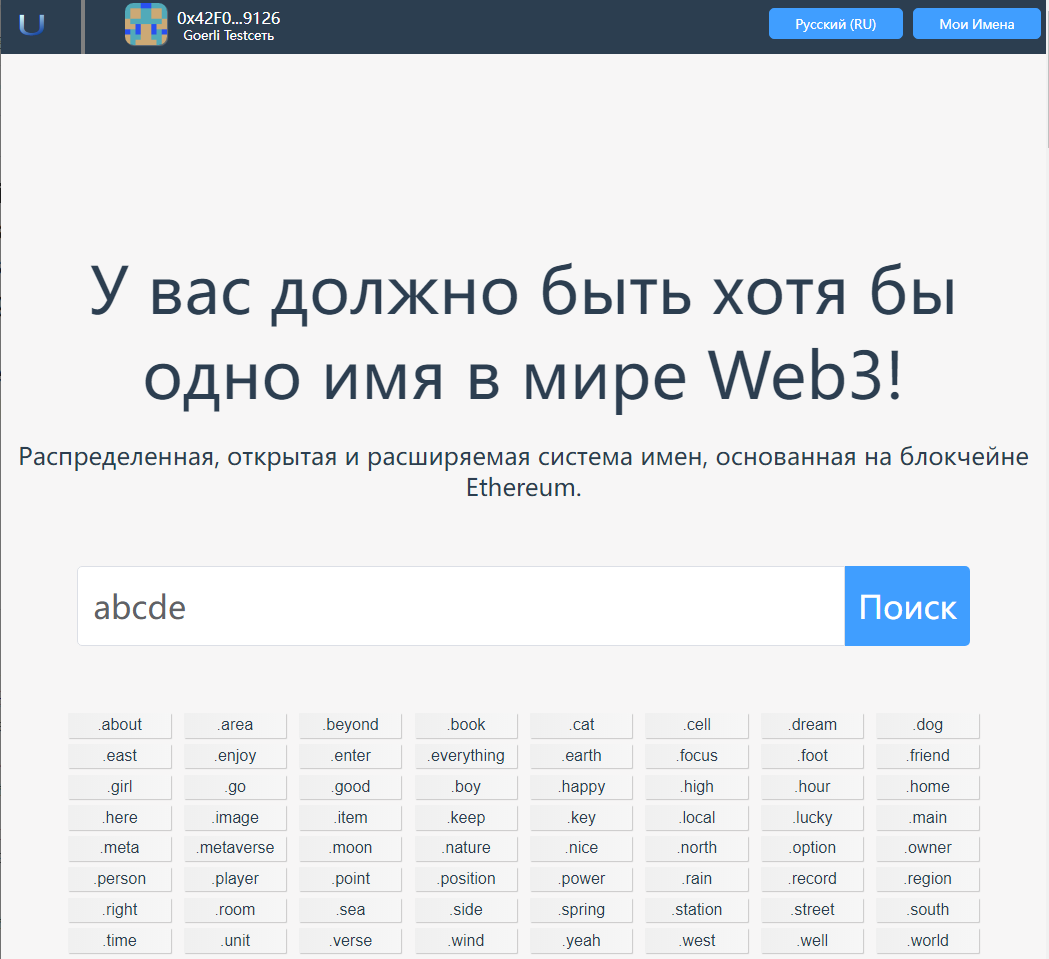 U
0x42F0...9126
Goerli Testсеть
Русский (RU) Мои Имена
У вас должно быть хотя бы
одно имя в мире Web3!
Распределенная, открытая и расширяемая система имен, основанная на блокчейне
Ethereum.
abcde Поиск
.about .area .beyond .book .cat .cell .dream .dog
.east .enjoy .enter .everything .earth .focus .foot .friend
.girl .go .good .boy .happy .high .hour .home
.here .image .item .keep .key .local .lucky .main
.meta .metaverse .moon .nature .nice .north .option .owner
.person .player .point .position .power .rain .record .region
.right .room .sea .side .spring .station .street .south
.time .unit .verse .wind .yeah .west .well .world